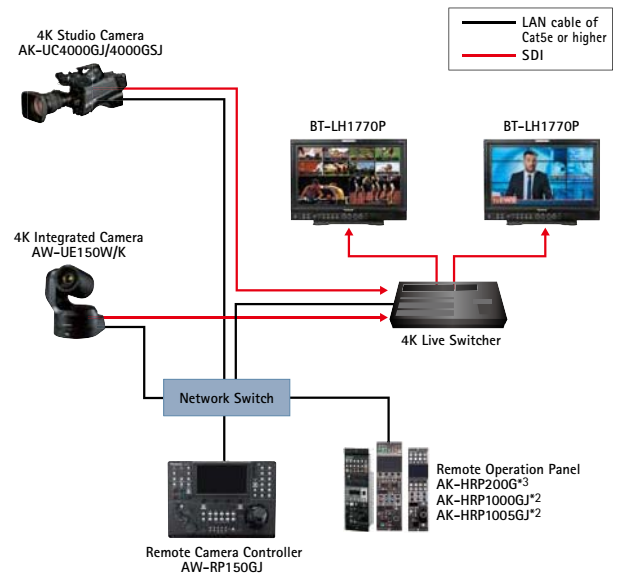 LAN cable of
Cat5e or higher
SDI
4K Studio Camera
AK-UC4000GJ/4000GSJ
BT-LH1770P
BT-LH1770P
4K Integrated Camera
AW-UE150W/K
4K Live Switcher
Network Switch
Remote Operation Panel
AK-HRP200G*3
AK-HRP1000GJ*2
AK-HRP1005GJ*2
Remote Camera Controller
AW-RP150GJ